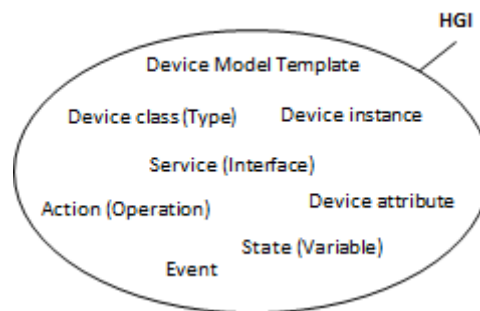 HGI
Device Model Template
Device class (Type)
Device instance
Service (Interface)
Action (Operation)
Device attribute
State (Variable)
Event